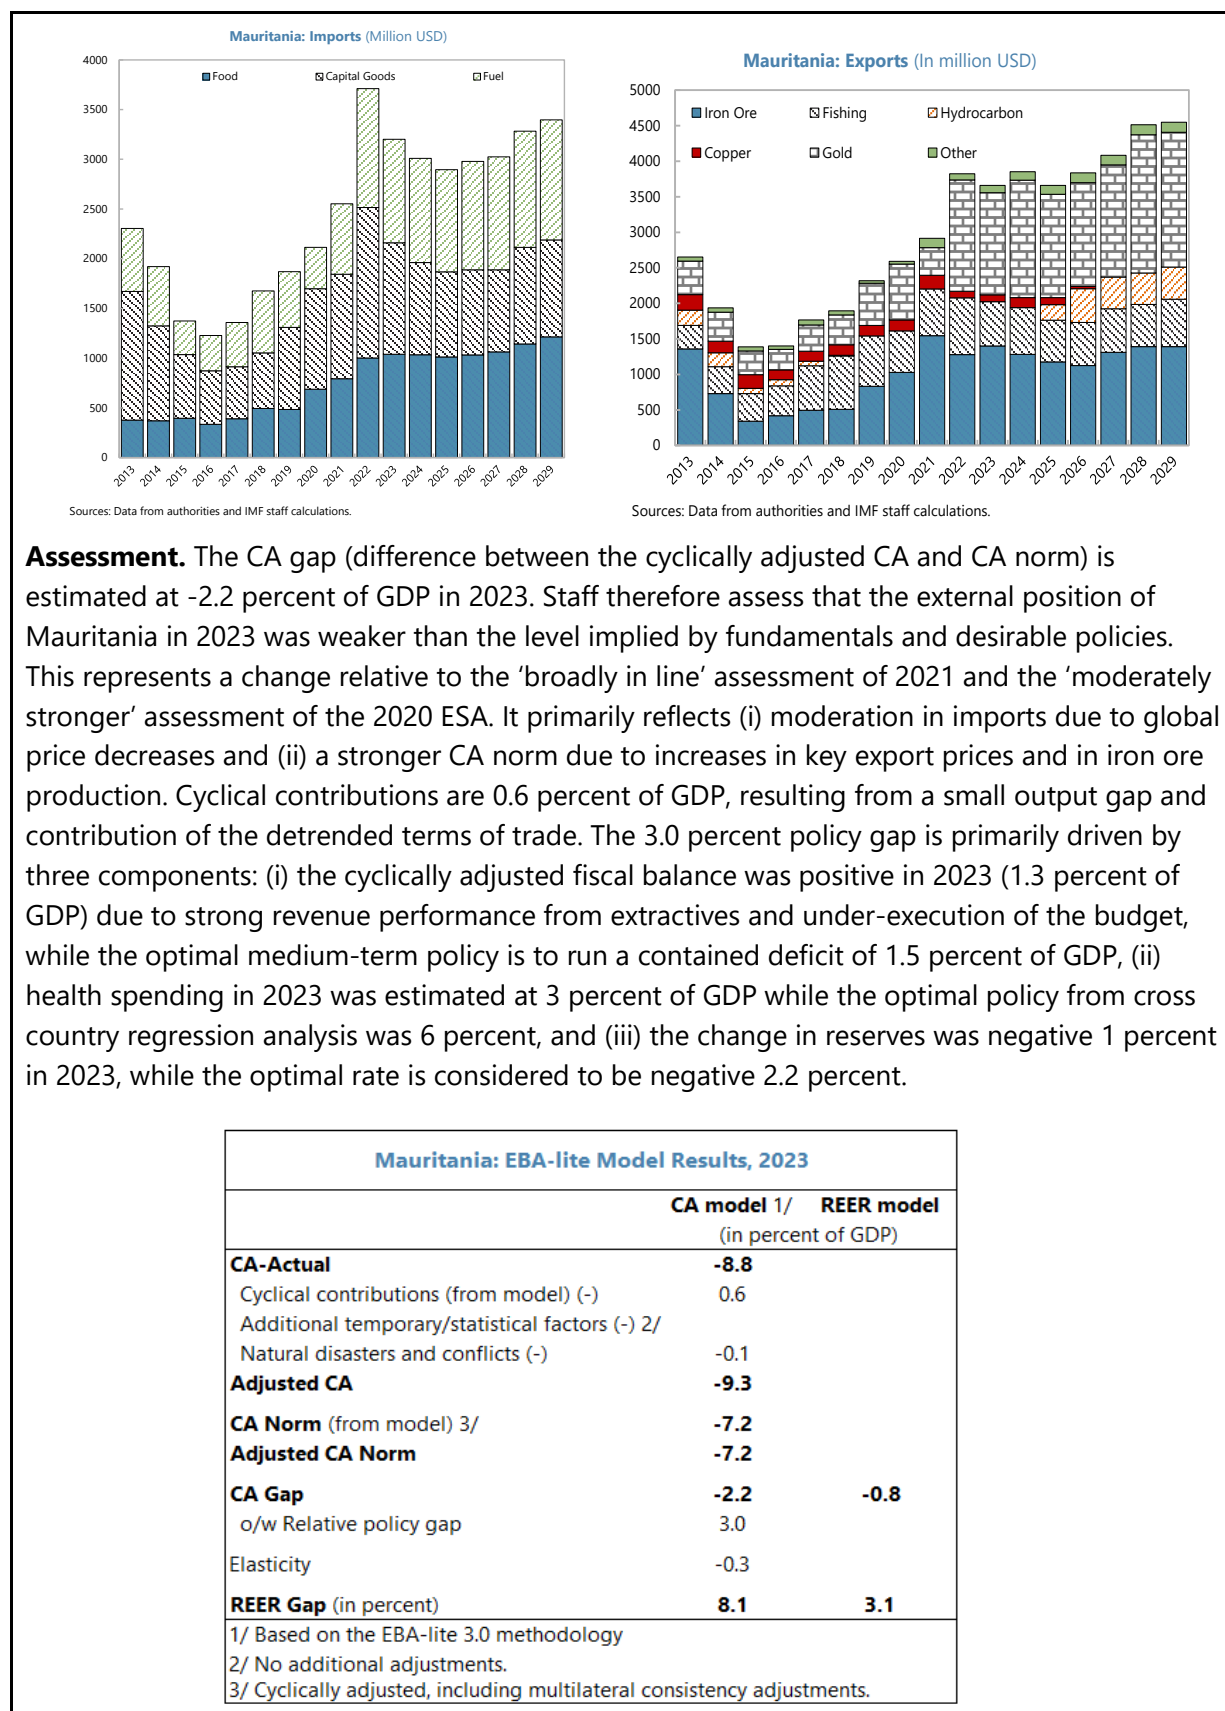 Mauritania: Imports (Million USD)
4000
3500
3000
2500
2000
1500
1000
500
0
Food
Capital Goods
Fuel
2013
2014
2015
2016
2017
2018
2019
2020
2021
2022
2023
2024
2025
2026
2027
2028
2029
Sources: Data from authorities and IMF staff calculations.
Mauritania: Exports (In million USD)
5000
4500
4000
3500
3000
2500
2000
1500
1000
500
0
Iron Ore
Fishing
Hydrocarbon
Copper
Gold
Other
2013
2014
2015
2016
2017
2018
2019
2020
2021
2022
2023
2024
2025
2026
2027
2028
2029
Sources: Data from authorities and IMF staff calculations.
Assessment. The CA gap (difference between the cyclically adjusted CA and CA norm) is
estimated at -2.2 percent of GDP in 2023. Staff therefore assess that the external position of
Mauritania in 2023 was weaker than the level implied by fundamentals and desirable policies.
This represents a change relative to the ‘broadly in line’ assessment of 2021 and the ‘moderately
stronger’ assessment of the 2020 ESA. It primarily reflects (i) moderation in imports due to global
price decreases and (ii) a stronger CA norm due to increases in key export prices and in iron ore
production. Cyclical contributions are 0.6 percent of GDP, resulting from a small output gap and
contribution of the detrended terms of trade. The 3.0 percent policy gap is primarily driven by
three components: (i) the cyclically adjusted fiscal balance was positive in 2023 (1.3 percent of
GDP) due to strong revenue performance from extractives and under-execution of the budget,
while the optimal medium-term policy is to run a contained deficit of 1.5 percent of GDP, (ii)
health spending in 2023 was estimated at 3 percent of GDP while the optimal policy from cross
country regression analysis was 6 percent, and (iii) the change in reserves was negative 1 percent
in 2023, while the optimal rate is considered to be negative 2.2 percent.
Mauritania: EBA-lite Model Results, 2023
CA model 1/ REER model
(in percent of GDP)
CA-Actual -8.8
Cyclical contributions (from model) (-) 0.6
Additional temporary/statistical factors (-) 2/
Natural disasters and conflicts (-) -0.1
Adjusted CA -9.3
CA Norm (from model) 3/ -7.2
Adjusted CA Norm -7.2
CA Gap -2.2 -0.8
o/w Relative policy gap 3.0
Elasticity -0.3
REER Gap (in percent) 8.1 3.1
1/ Based on the EBA-lite 3.0 methodology
2/ No additional adjustments.
3/ Cyclically adjusted, including multilateral consistency adjustments.